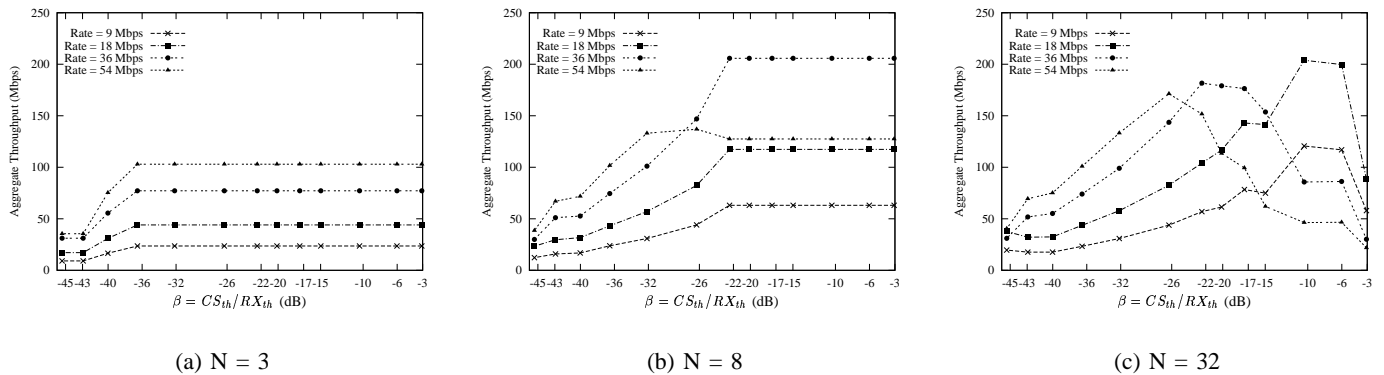 250
200
150
100
50
0
Aggregate Throughput (Mbps)
Rate = 9 Mbps
Rate = 18 Mbps
Rate = 36 Mbps
Rate = 54 Mbps
-45 -43 -40 -36 -32 -26 -22 -20 -17 -15 -10 -6 -3
β = CS_th/RX_th (dB)
(a) N = 3
250
200
150
100
50
0
Aggregate Throughput (Mbps)
Rate = 9 Mbps
Rate = 18 Mbps
Rate = 36 Mbps
Rate = 54 Mbps
-45 -43 -40 -36 -32 -26 -22 -20 -17 -15 -10 -6 -3
β = CS_th/RX_th (dB)
(b) N = 8
250
200
150
100
50
0
Aggregate Throughput (Mbps)
Rate = 9 Mbps
Rate = 18 Mbps
Rate = 36 Mbps
Rate = 54 Mbps
-45 -43 -40 -36 -32 -26 -22 -20 -17 -15 -10 -6 -3
β = CS_th/RX_th (dB)
(c) N = 32